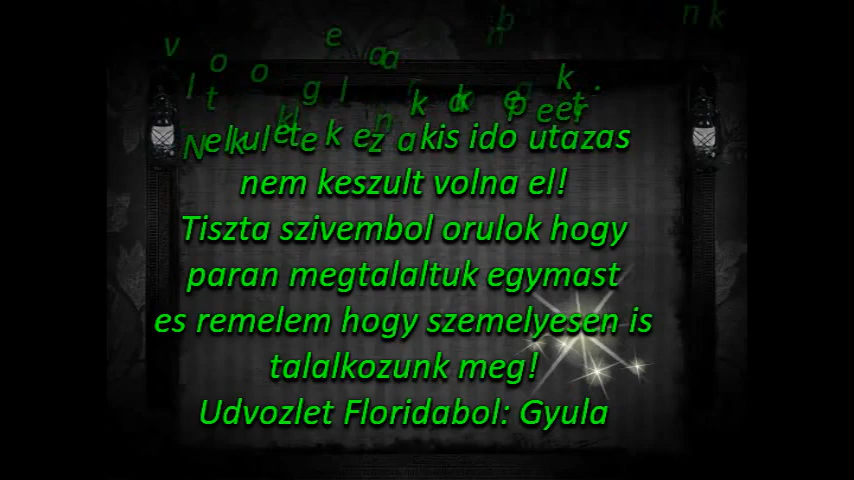 Nelkuletek ez a kis ido utazas
nem keszult volna el!
Tiszta szivembol orulok hogy
paran megtalaltuk egymast
es remelem hogy szemelyesen is
talalkozunk meg!
Udvozlet Floridabol: Gyula